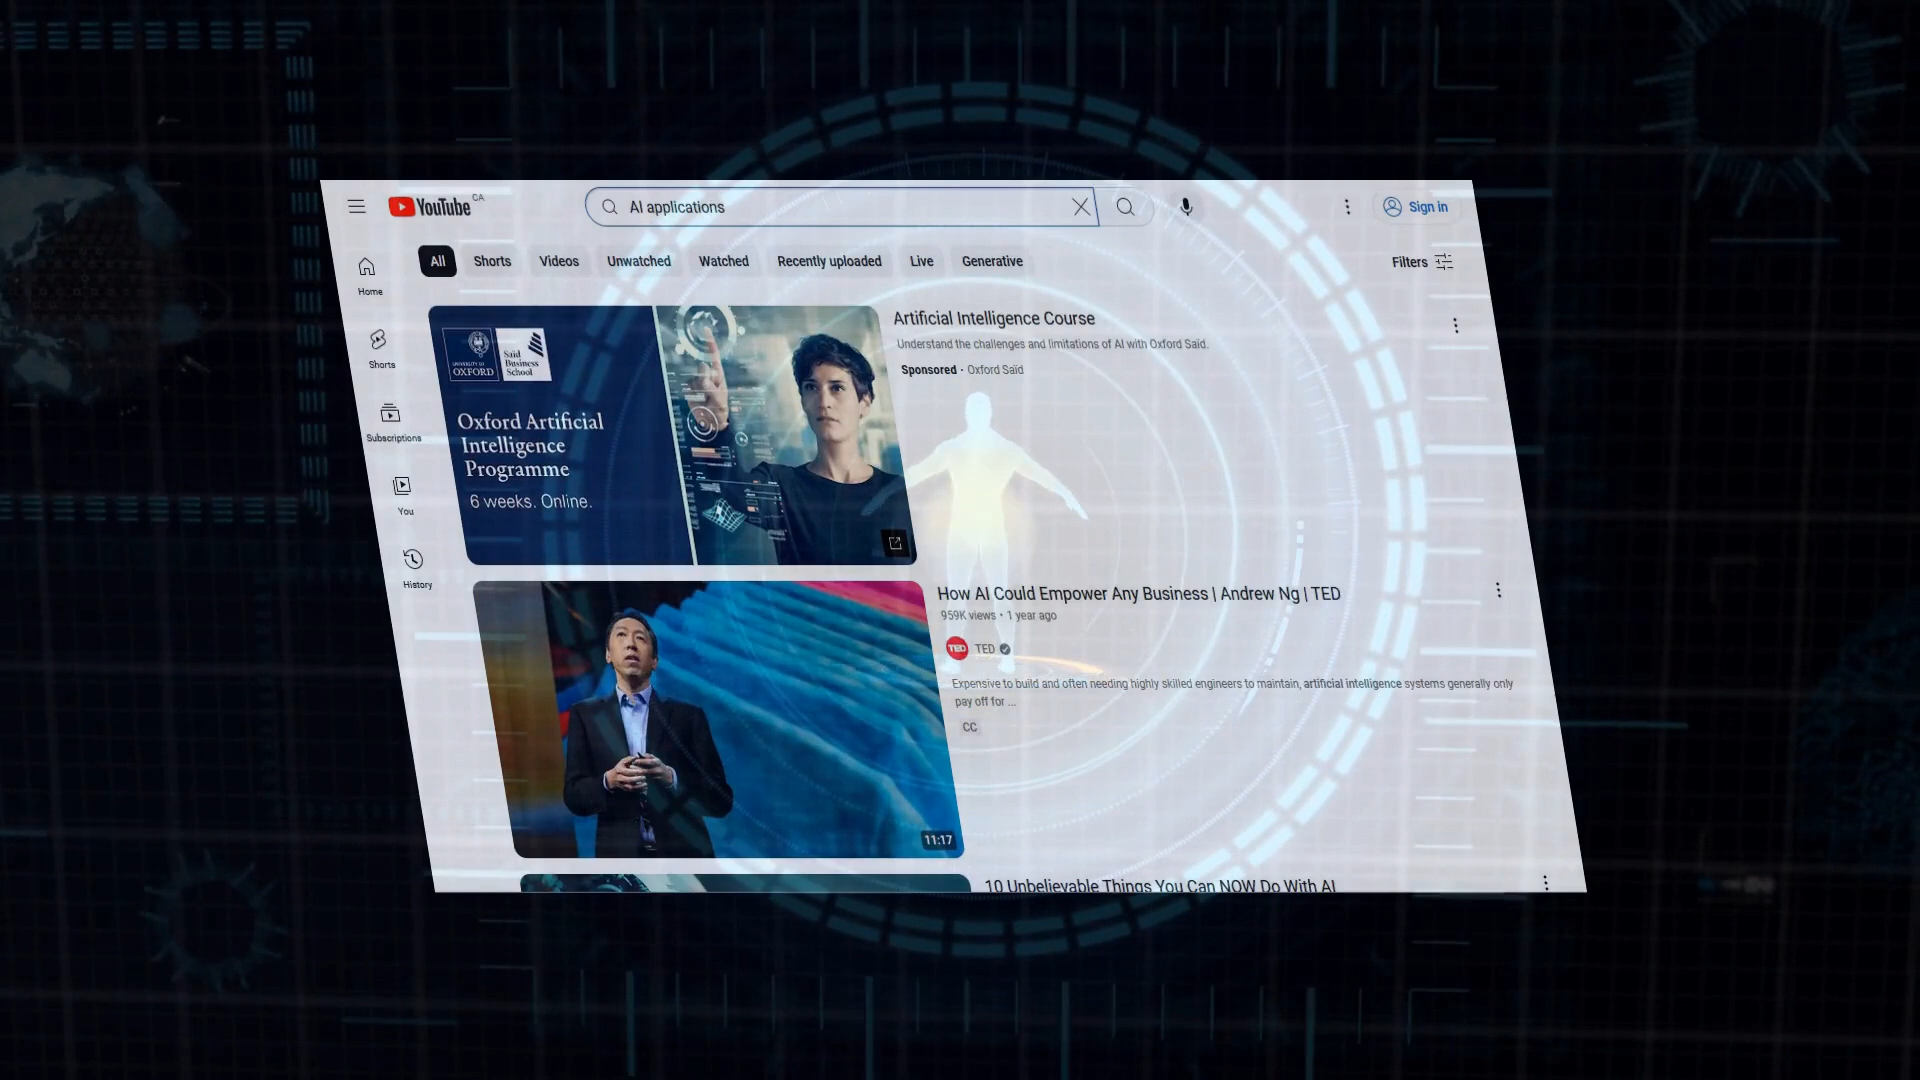 YouTube CA
AI applications
Sign in
All
Shorts
Videos
Unwatched
Watched
Recently uploaded
Live
Generative
Filters
Home
Shorts
Subscriptions
You
History
UNIVERSITY OF
OXFORD
Saïd
Business
School
Oxford Artificial
Intelligence
Programme
6 weeks. Online.
Artificial Intelligence Course
Understand the challenges and limitations of AI with Oxford Saïd.
Sponsored · Oxford Saïd
How AI Could Empower Any Business | Andrew Ng | TED
959K views • 1 year ago
TED TED
Expensive to build and often needing highly skilled engineers to maintain, artificial intelligence systems generally only
pay off for ...
CC
11:17
10 Unbelievable Things You Can NOW Do With AI